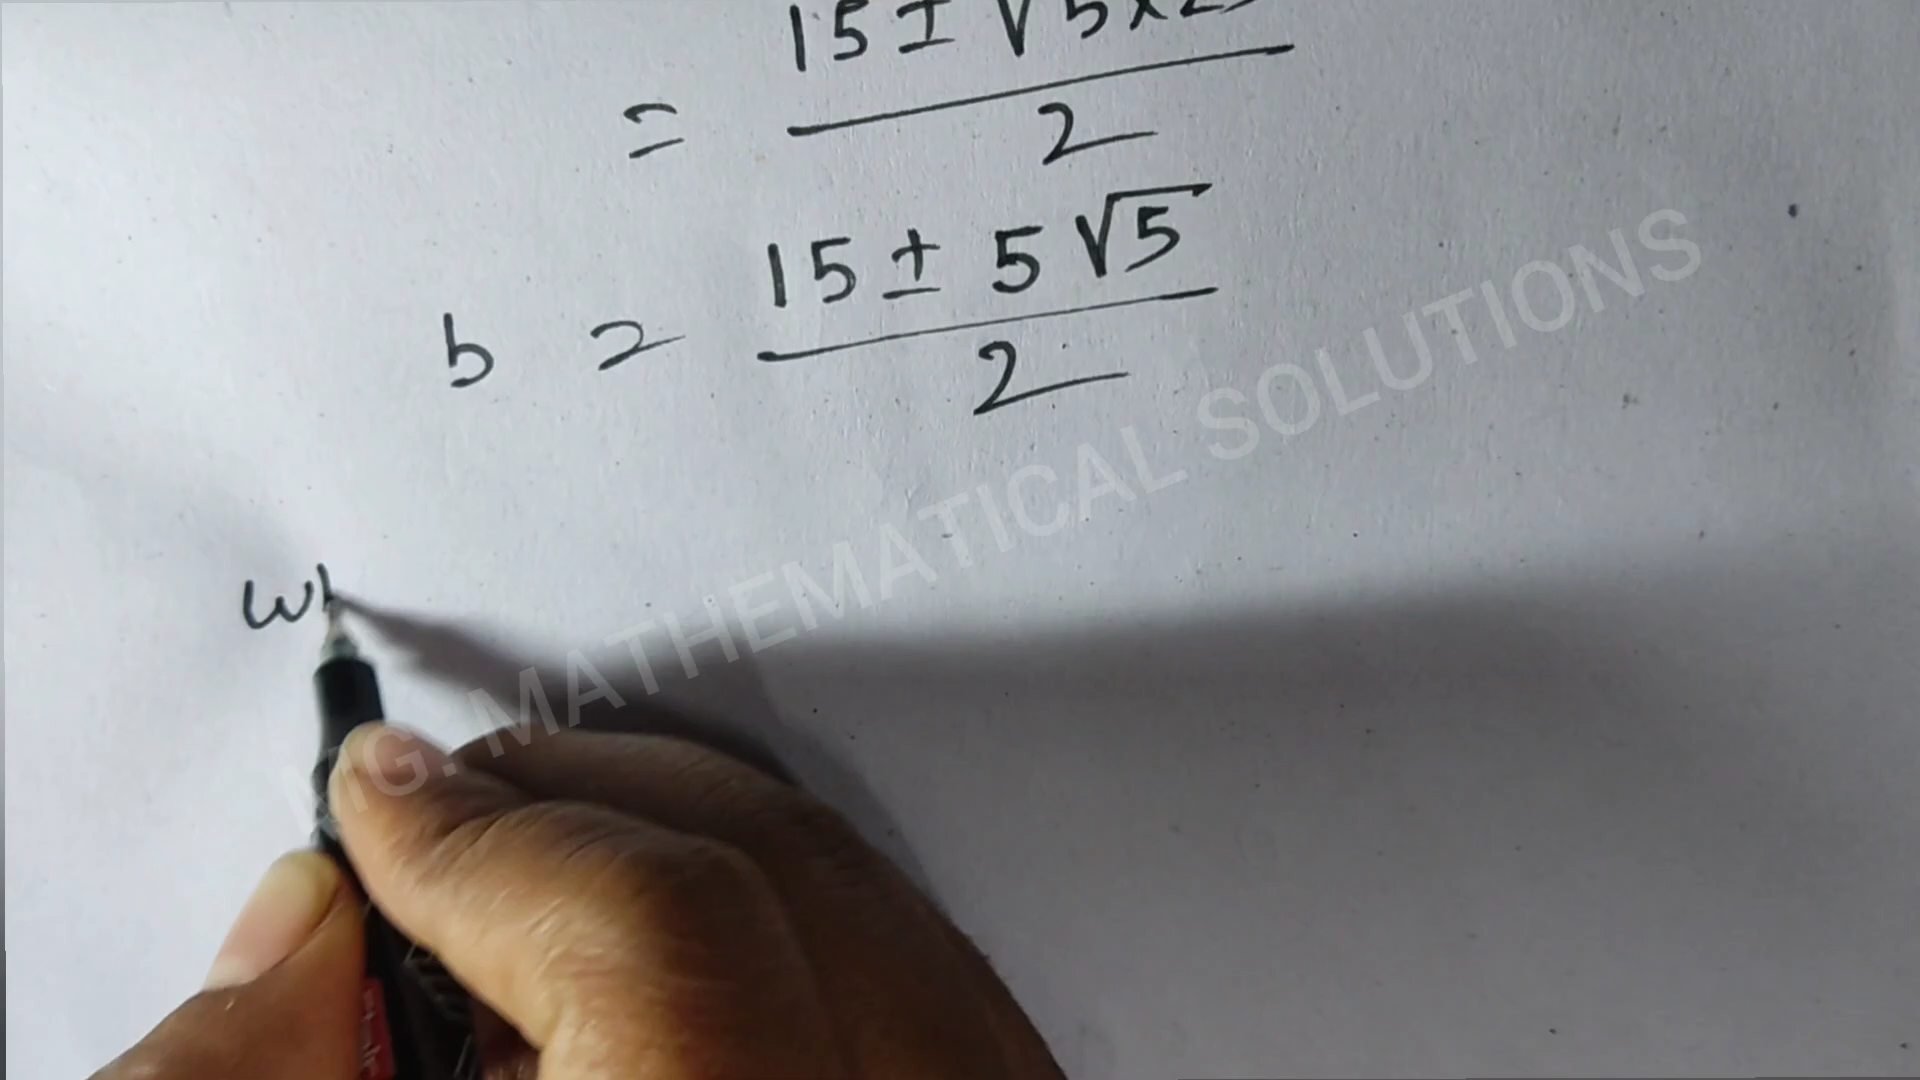 = 15 ± √5×25 / 2
b = 15 ± 5√5 / 2
wh
MG. MATHEMATICAL SOLUTIONS